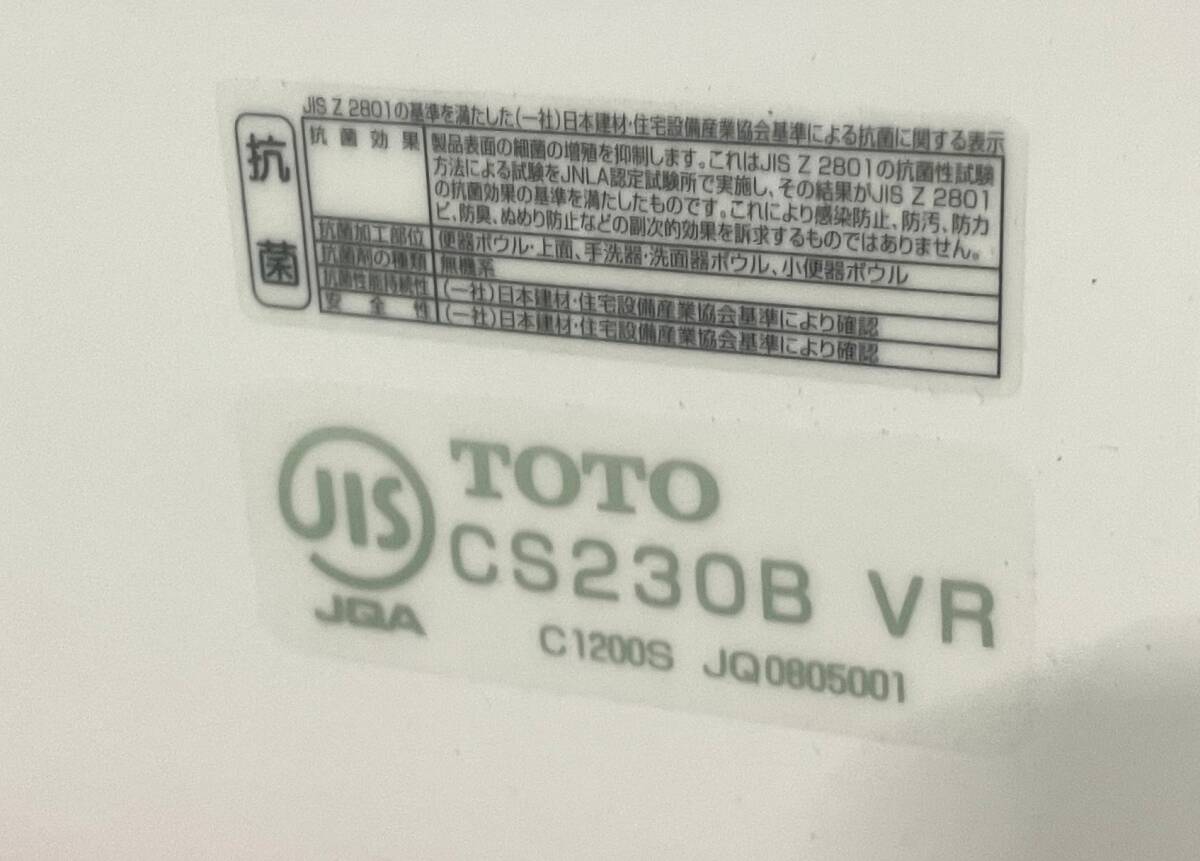 JIS Z 2801の基準を満たした(一社)日本建材・住宅設備産業協会基準による抗菌に関する表示
抗菌
抗菌効果 製品表面の細菌の増殖を抑制します。これはJIS Z 2801の抗菌性試験
方法による試験をJNLA認定試験所で実施し、その結果がJIS Z 2801
の抗菌効果の基準を満たしたものです。これにより感染防止、防汚、防カ
ビ、防臭、ぬめり防止などの副次的効果を訴求するものではありません。
抗菌加工部位 便器ボウル・上面、手洗器・洗面器ボウル、小便器ボウル
抗菌剤の種類 無機系
抗菌性能持続性 (一社)日本建材・住宅設備産業協会基準により確認
安全性 (一社)日本建材・住宅設備産業協会基準により確認
JIS
JQA
TOTO
CS230B VR
C1200S JQ0805001